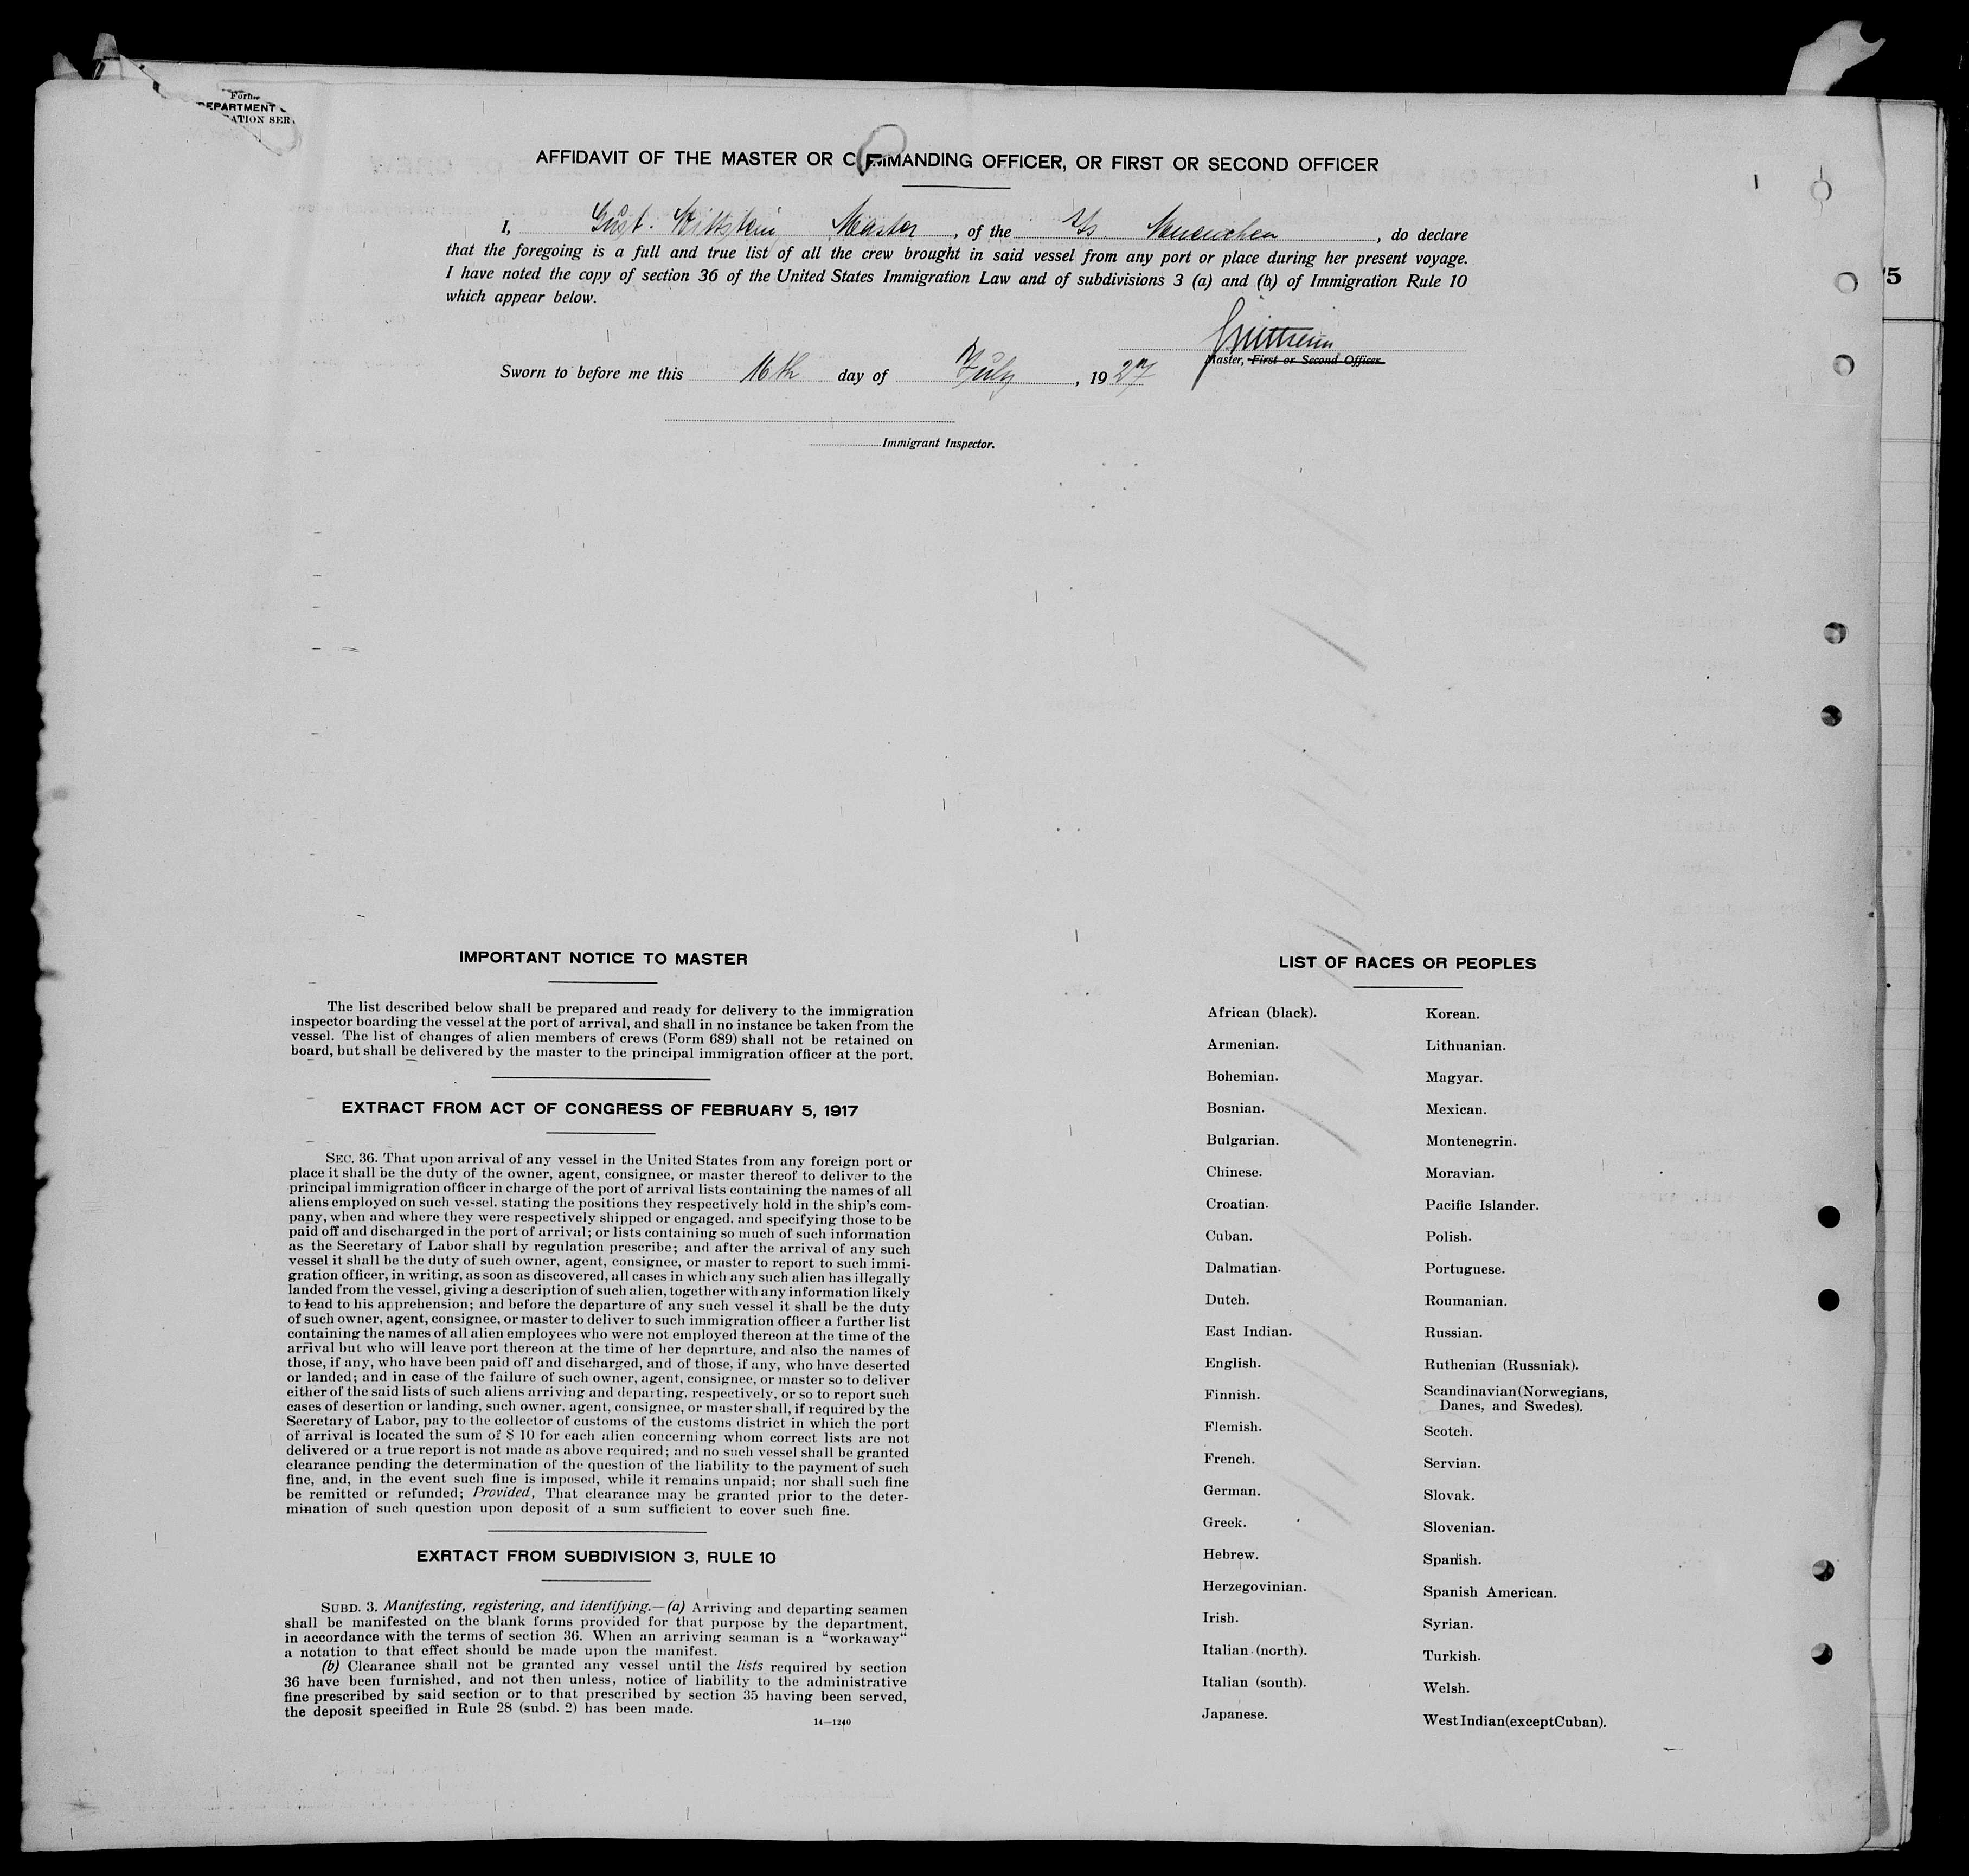 Form
DEPARTMENT
ATION SER
AFFIDAVIT OF THE MASTER OR C MANDING OFFICER, OR FIRST OR SECOND OFFICER
I, Gust. Wittstein Master , of the S/s. Muenchen , do declare
that the foregoing is a full and true list of all the crew brought in said vessel from any port or place during her present voyage.
I have noted the copy of section 36 of the United States Immigration Law and of subdivisions 3 (a) and (b) of Immigration Rule 10
which appear below.
Master, First or Second Officer.
Sworn to before me this 16th day of July , 1927
Immigrant Inspector.
75
IMPORTANT NOTICE TO MASTER
The list described below shall be prepared and ready for delivery to the immigration
inspector boarding the vessel at the port of arrival, and shall in no instance be taken from the
vessel. The list of changes of alien members of crews (Form 689) shall not be retained on
board, but shall be delivered by the master to the principal immigration officer at the port.
EXTRACT FROM ACT OF CONGRESS OF FEBRUARY 5, 1917
SEC. 36. That upon arrival of any vessel in the United States from any foreign port or
place it shall be the duty of the owner, agent, consignee, or master thereof to deliver to the
principal immigration officer in charge of the port of arrival lists containing the names of all
aliens employed on such vessel, stating the positions they respectively hold in the ship's com-
pany, when and where they were respectively shipped or engaged, and specifying those to be
paid off and discharged in the port of arrival; or lists containing so much of such information
as the Secretary of Labor shall by regulation prescribe; and after the arrival of any such
vessel it shall be the duty of such owner, agent, consignee, or master to report to such immi-
gration officer, in writing, as soon as discovered, all cases in which any such alien has illegally
landed from the vessel, giving a description of such alien, together with any information likely
to lead to his apprehension; and before the departure of any such vessel it shall be the duty
of such owner, agent, consignee, or master to deliver to such immigration officer a further list
containing the names of all alien employees who were not employed thereon at the time of the
arrival but who will leave port thereon at the time of her departure, and also the names of
those, if any, who have been paid off and discharged, and of those, if any, who have deserted
or landed; and in case of the failure of such owner, agent, consignee, or master so to deliver
either of the said lists of such aliens arriving and departing, respectively, or so to report such
cases of desertion or landing, such owner, agent, consignee, or master shall, if required by the
Secretary of Labor, pay to the collector of customs of the customs district in which the port
of arrival is located the sum of $ 10 for each alien concerning whom correct lists are not
delivered or a true report is not made as above required; and no such vessel shall be granted
clearance pending the determination of the question of the liability to the payment of such
fine, and, in the event such fine is imposed, while it remains unpaid; nor shall such fine
be remitted or refunded; Provided, That clearance may be granted prior to the deter-
mination of such question upon deposit of a sum sufficient to cover such fine.
EXRTACT FROM SUBDIVISION 3, RULE 10
SUBD. 3. Manifesting, registering, and identifying.—(a) Arriving and departing seamen
shall be manifested on the blank forms provided for that purpose by the department,
in accordance with the terms of section 36. When an arriving seaman is a "workaway"
a notation to that effect should be made upon the manifest.
(b) Clearance shall not be granted any vessel until the lists required by section
36 have been furnished, and not then unless, notice of liability to the administrative
fine prescribed by said section or to that prescribed by section 35 having been served,
the deposit specified in Rule 28 (subd. 2) has been made.
14—1240
LIST OF RACES OR PEOPLES
African (black).
Armenian.
Bohemian.
Bosnian.
Bulgarian.
Chinese.
Croatian.
Cuban.
Dalmatian.
Dutch.
East Indian.
English.
Finnish.
Flemish.
French.
German.
Greek.
Hebrew.
Herzegovinian.
Irish.
Italian (north).
Italian (south).
Japanese.
Korean.
Lithuanian.
Magyar.
Mexican.
Montenegrin.
Moravian.
Pacific Islander.
Polish.
Portuguese.
Roumanian.
Russian.
Ruthenian (Russniak).
Scandinavian (Norwegians,
Danes, and Swedes).
Scotch.
Servian.
Slovak.
Slovenian.
Spanish.
Spanish American.
Syrian.
Turkish.
Welsh.
West Indian (except Cuban).